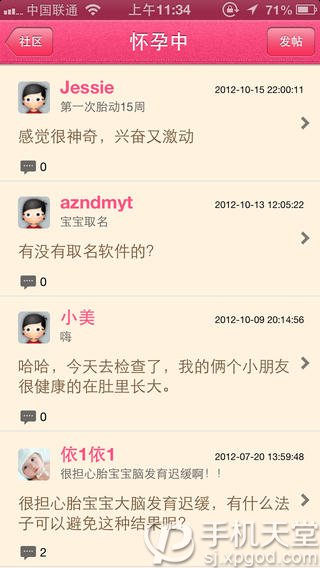 中国联通 上午11:34 71%
社区 怀孕中 发帖
Jessie 2012-10-15 22:00:11
第一次胎动15周
感觉很神奇，兴奋又激动
0
azndmyt 2012-10-13 12:05:22
宝宝取名
有没有取名软件的?
0
小美 2012-10-09 20:14:56
嗨
哈哈，今天去检查了，我的俩个小朋友
很健康的在肚里长大。
0
依1依1 2012-07-20 13:59:48
很担心胎宝宝脑发育迟缓啊！！
很担心胎宝宝大脑发育迟缓，有什么法
子可以避免这种结果呢?
2
手机天堂
sj.xpgod.com